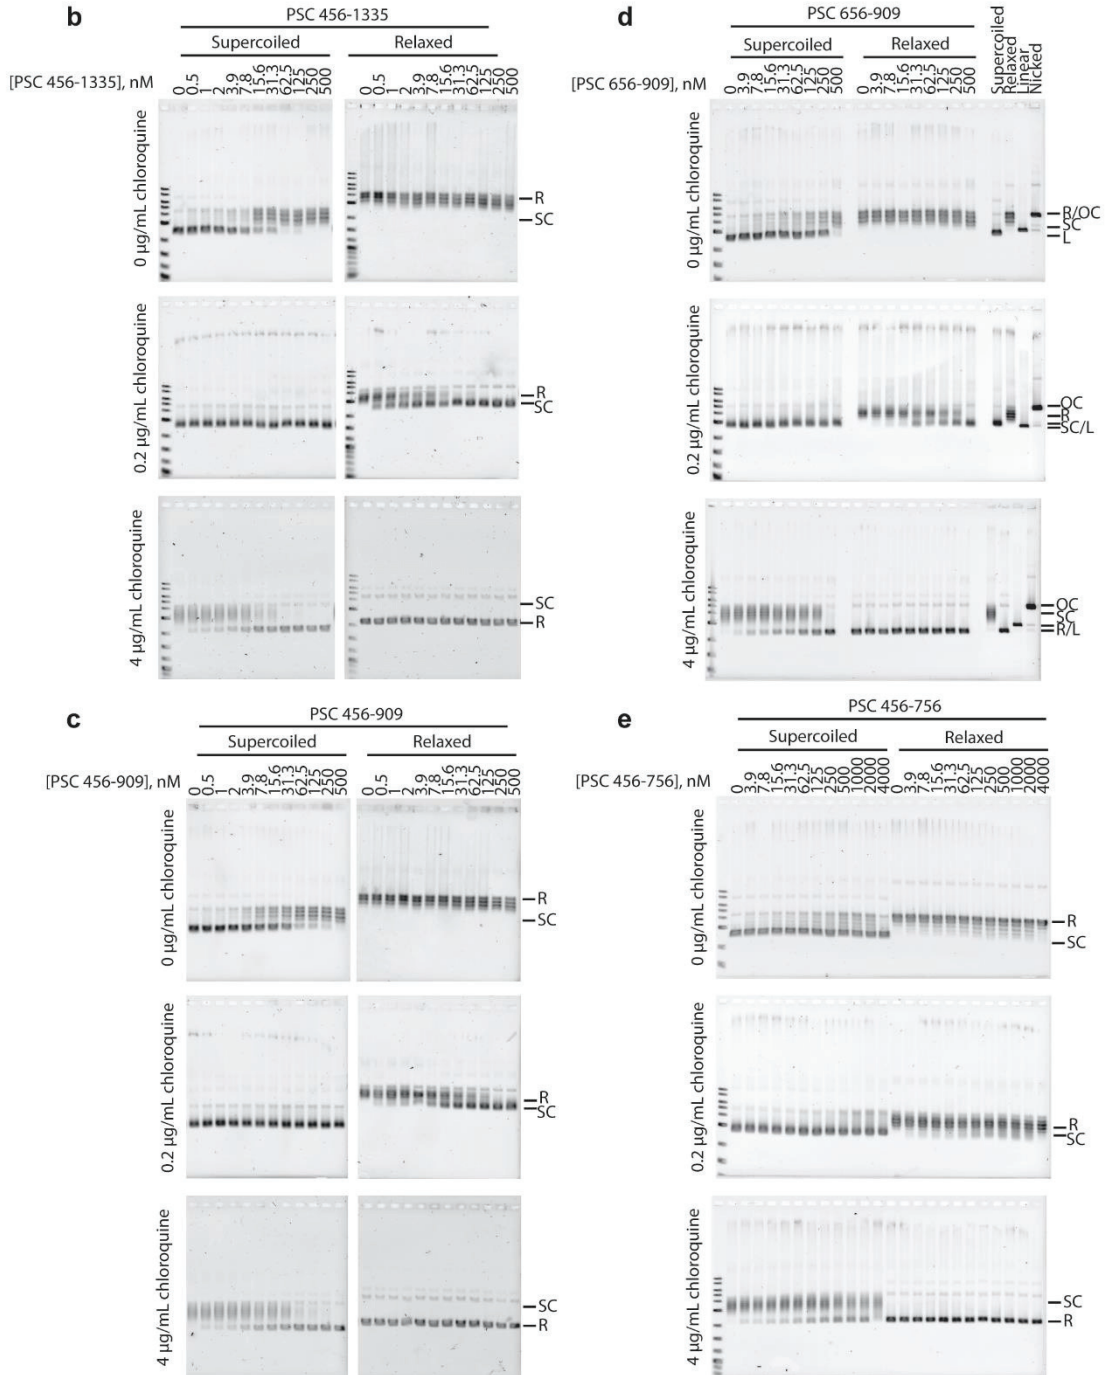 b
PSC 456-1335
Supercoiled Relaxed
[PSC 456-1335], nM 0 0.5 1 2 3.9 7.8 15.6 31.3 62.5 125 250 500 0 0.5 1 2 3.9 7.8 15.6 31.3 62.5 125 250 500
0 µg/mL chloroquine
R
SC
0.2 µg/mL chloroquine
R
SC
4 µg/mL chloroquine
SC
R
d
PSC 656-909
Supercoiled Relaxed
[PSC 656-909], nM 0 3.9 7.8 15.6 31.3 62.5 125 250 500 0 3.9 7.8 15.6 31.3 62.5 125 250 500 Supercoiled Relaxed Linear Nicked
0 µg/mL chloroquine
R/OC
SC
L
0.2 µg/mL chloroquine
OC
R
SC/L
4 µg/mL chloroquine
OC
SC
R/L
c
PSC 456-909
Supercoiled Relaxed
[PSC 456-909], nM 0 0.5 1 2 3.9 7.8 15.6 31.3 62.5 125 250 500 0 0.5 1 2 3.9 7.8 15.6 31.3 62.5 125 250 500
0 µg/mL chloroquine
R
SC
0.2 µg/mL chloroquine
R
SC
4 µg/mL chloroquine
SC
R
e
PSC 456-756
Supercoiled Relaxed
[PSC 456-756], nM 0 3.9 7.8 15.6 31.3 62.5 125 250 500 1000 2000 4000 0 3.9 7.8 15.6 31.3 62.5 125 250 5000 1000 2000 4000
0 µg/mL chloroquine
R
SC
0.2 µg/mL chloroquine
R
SC
4 µg/mL chloroquine
SC
R